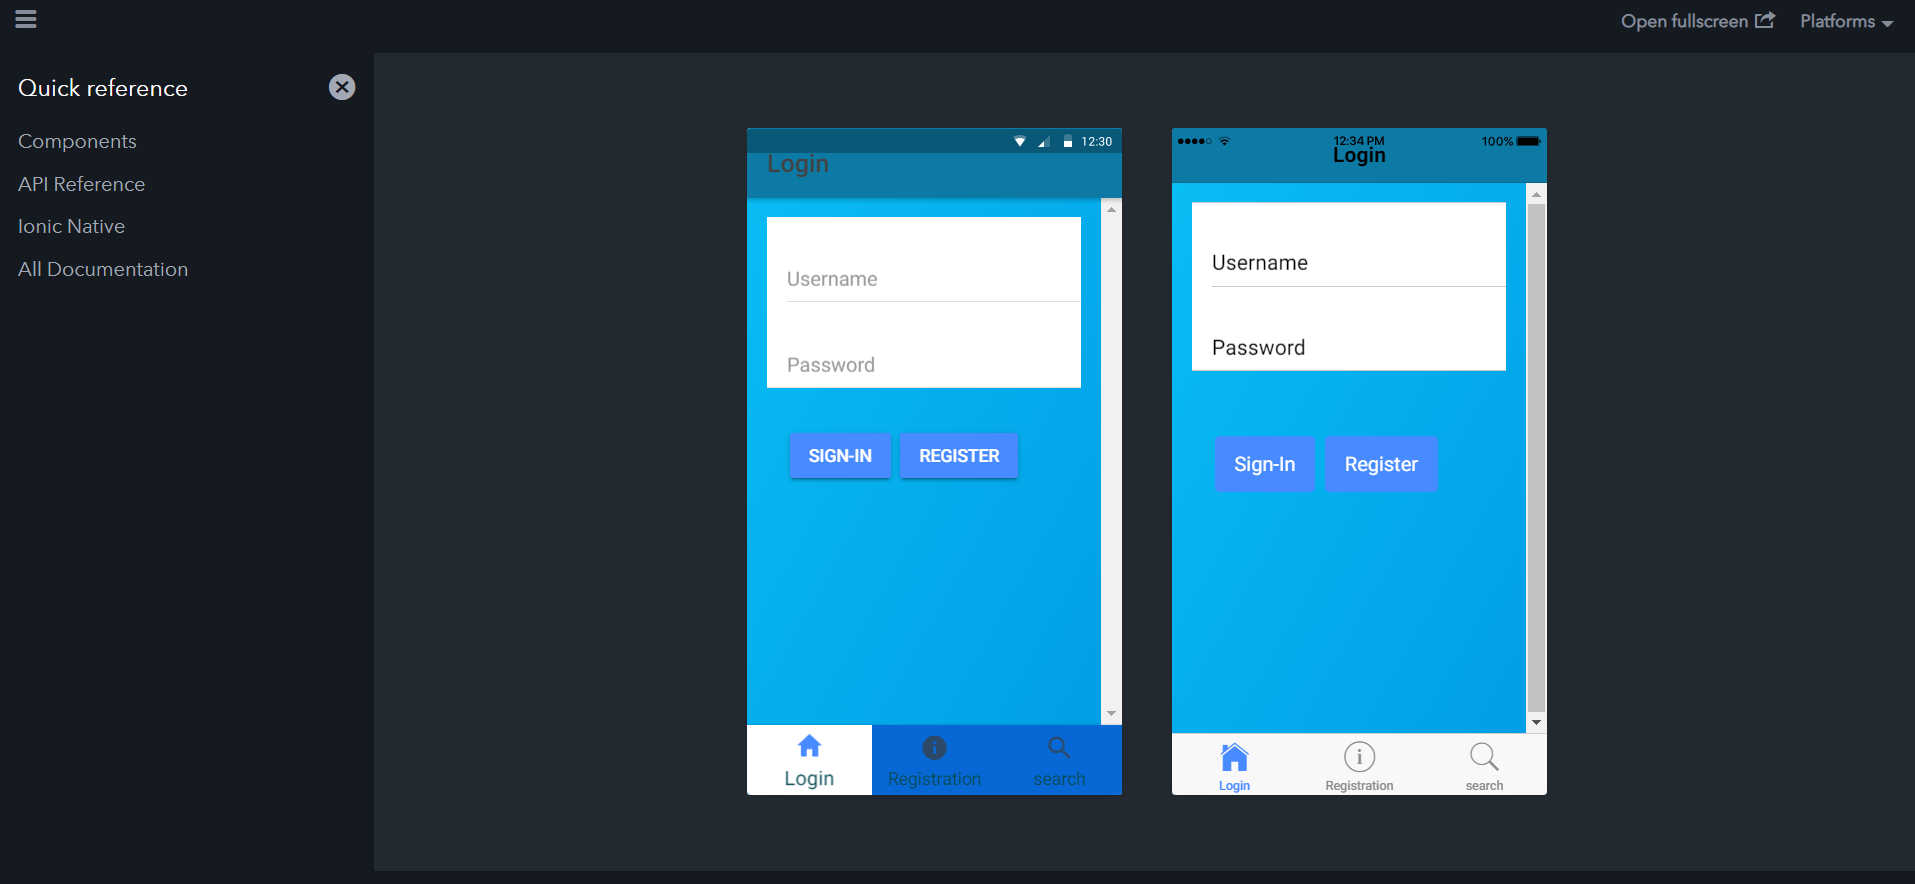 Open fullscreen
Platforms
Quick reference
Components
API Reference
Ionic Native
All Documentation
12:30
Login
Username
Password
SIGN-IN REGISTER
Login Registration search
12:34 PM 100%
Login
Username
Password
Sign-In Register
Login Registration search